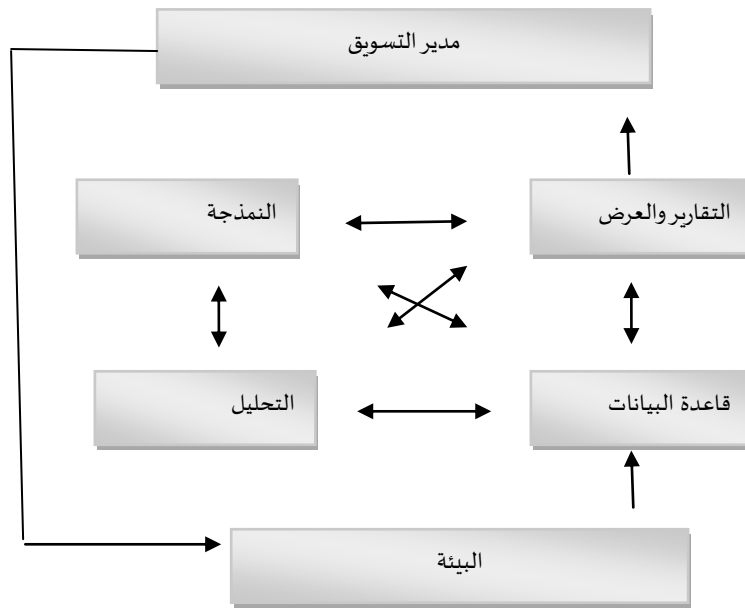 مدير التسويق
التقارير والعرض
النمذجة
قاعدة البيانات
التحليل
البيئة